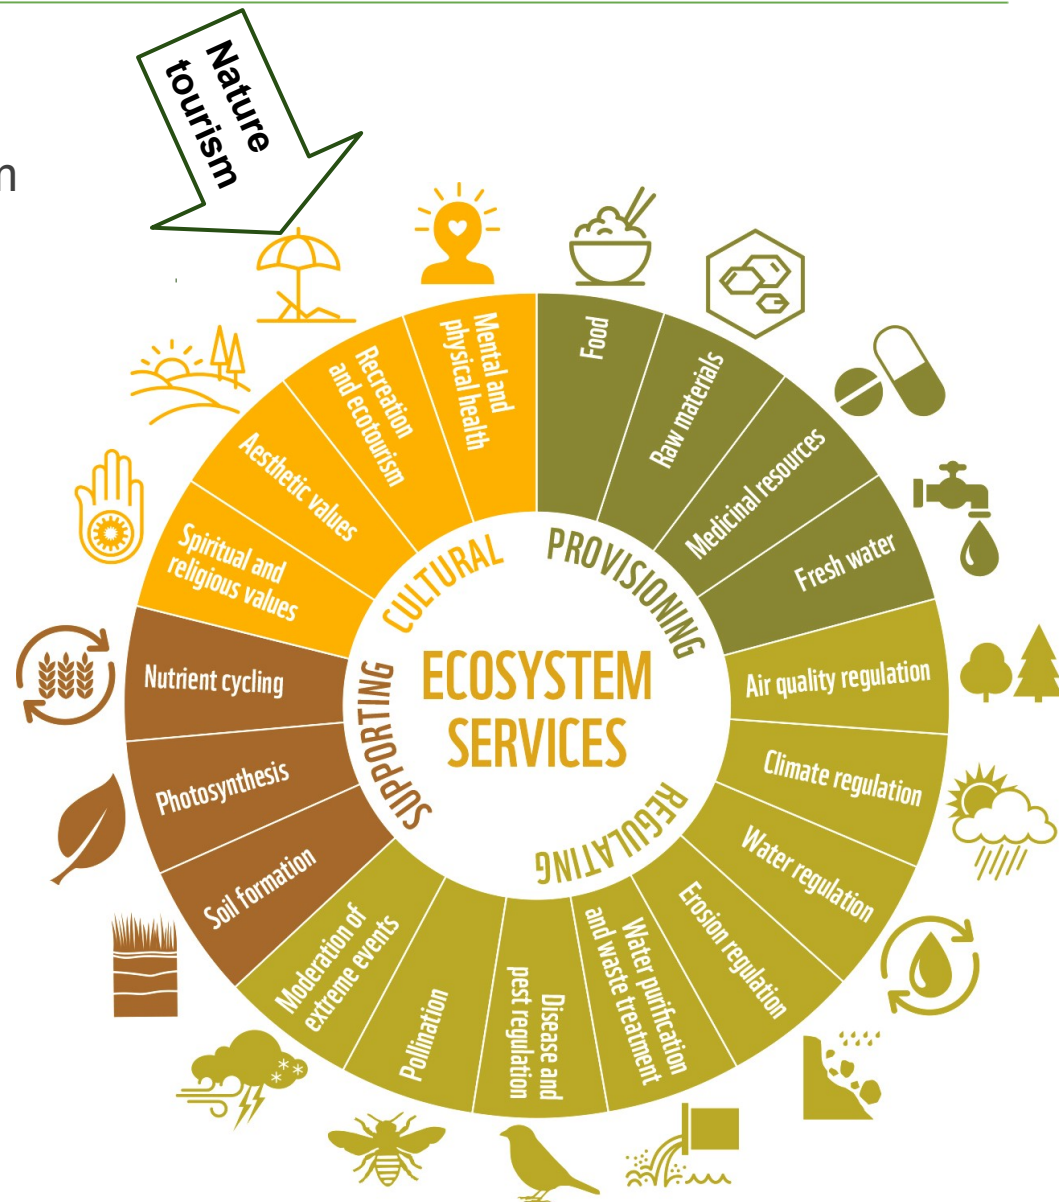 Nature
tourism
n
Mental and
physical health
Recreation
and ecotourism
Aesthetic values
Spiritual and
religious values
CULTURAL
Food
Raw materials
Medicinal resources
Fresh water
PROVISIONING
ECOSYSTEM
SERVICES
Nutrient cycling
Photosynthesis
Soil formation
SUPPORTING
Air quality regulation
Climate regulation
Water regulation
Erosion regulation
Water purification
and waste treatment
Disease and
pest regulation
Pollination
Moderation of
extreme events
REGULATING